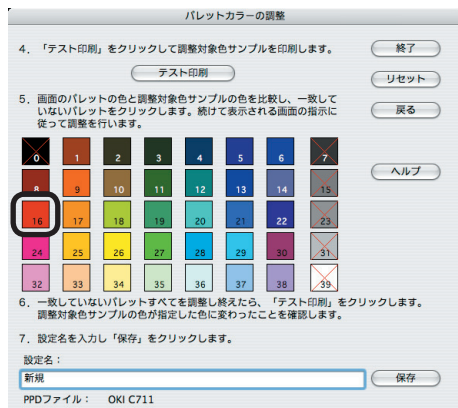 パレットカラーの調整
4. 「テスト印刷」をクリックして調整対象色サンプルを印刷します。
終了
テスト印刷
リセット
5. 画面のパレットの色と調整対象色サンプルの色を比較し、一致して
いないパレットをクリックします。続けて表示される画面の指示に
従って調整を行います。
戻る
0 1 2 3 4 5 6 7
ヘルプ
8 9 10 11 12 13 14 15
16 17 18 19 20 21 22 23
24 25 26 27 28 29 30 31
32 33 34 35 36 37 38 39
6. 一致していないパレットすべてを調整し終えたら、「テスト印刷」をクリックします。
調整対象色サンプルの色が指定した色に変わったことを確認します。
7. 設定名を入力し「保存」をクリックします。
設定名：
新規
保存
PPDファイル： OKI C711